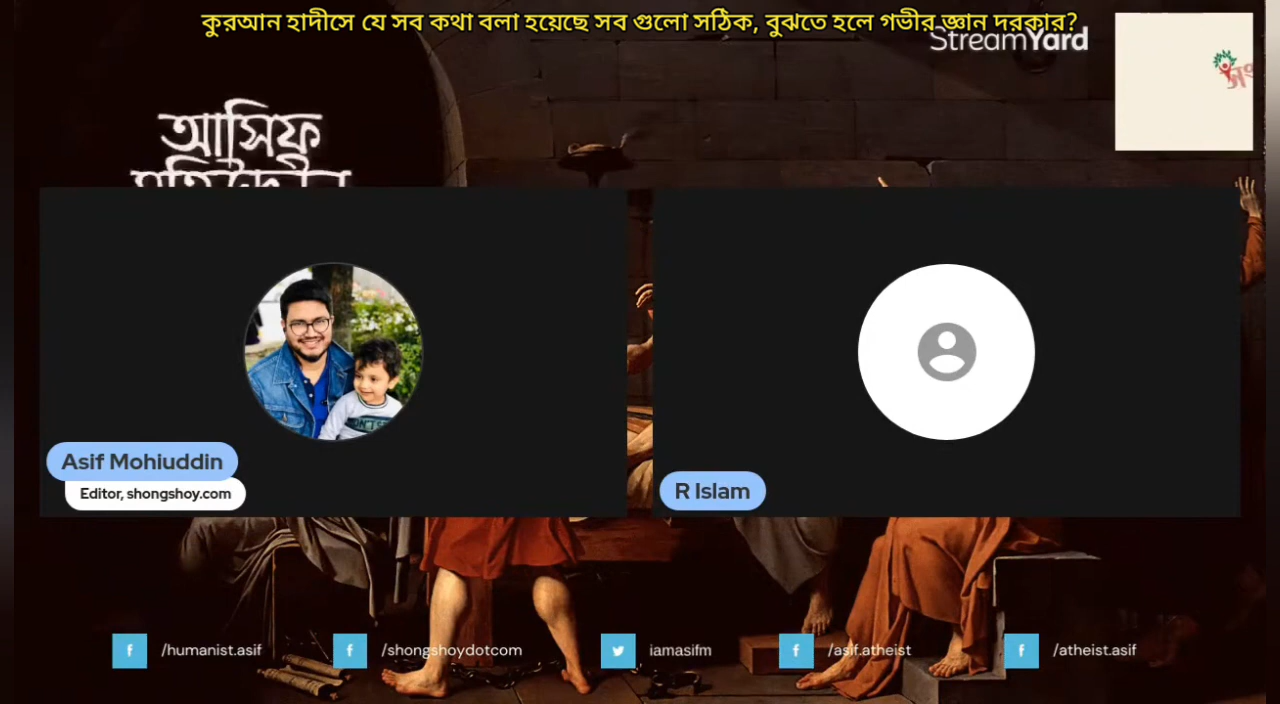 কুরআন হাদীসে যে সব কথা বলা হয়েছে সব গুলো সঠিক, বুঝতে হলে গভীর জ্ঞান দরকার?
StreamYard
আসিফ
Asif Mohiuddin
Editor, shongshoy.com
R Islam
/humanist.asif
/shongshoydotcom
iamasifm
/asif.atheist
/atheist.asif